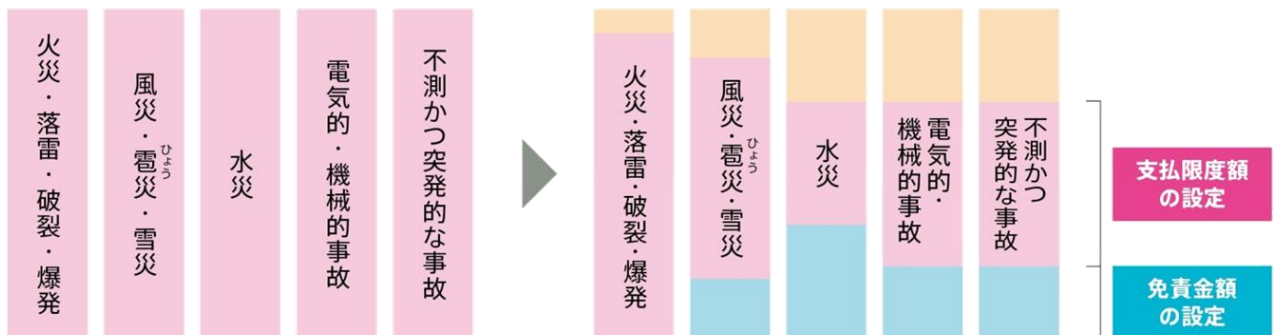 火災・落雷・破裂・爆発
風災・雹災・雪災
ひょう
水災
電気的・機械的事故
不測かつ突発的な事故
火災・落雷・破裂・爆発
風災・雹災・雪災
ひょう
水災
電気的・
機械的事故
不測かつ
突発的な事故
支払限度額
の設定
免責金額
の設定